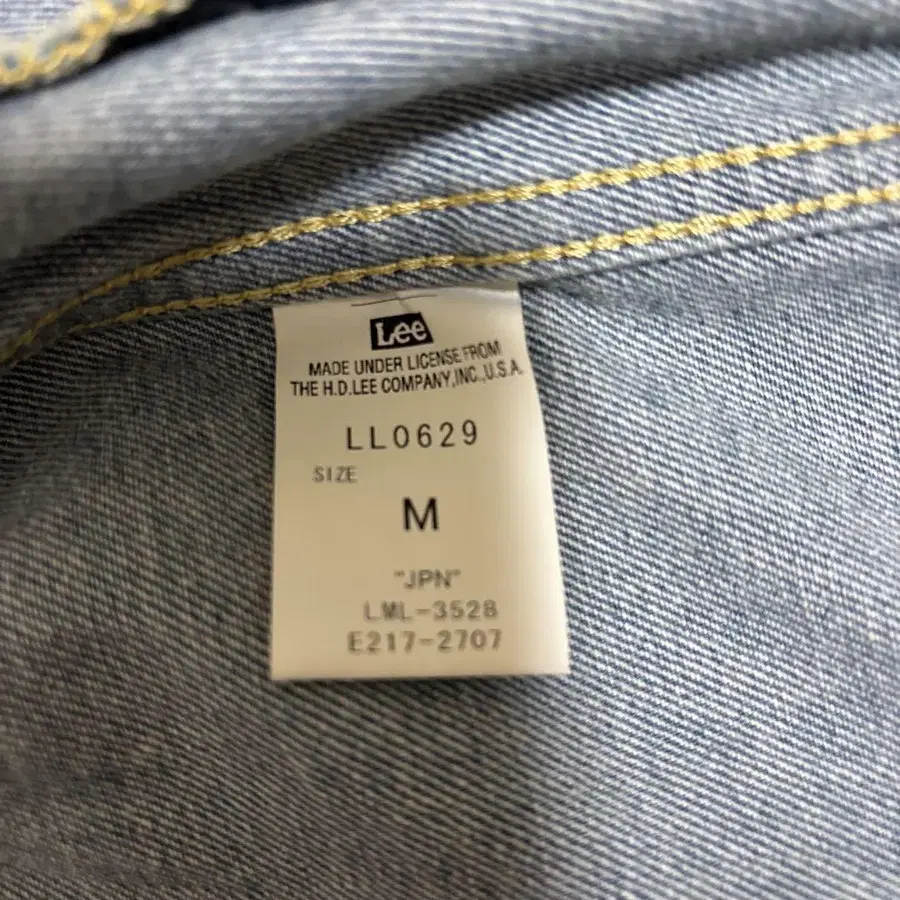 Lee
MADE UNDER LICENSE FROM
THE H.D.LEE COMPANY,INC.,U.S.A.
LL0629
SIZE
M
"JPN"
LML-3528
E217-2707